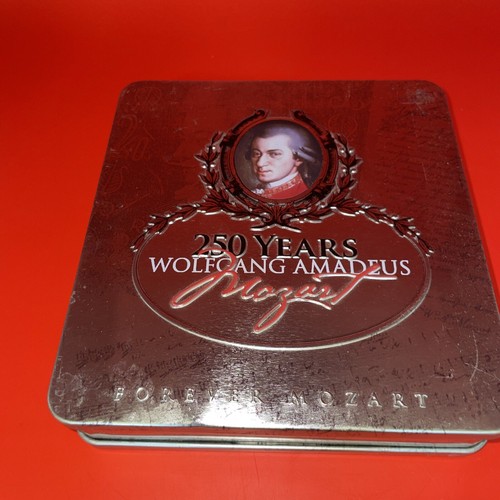 250 YEARS
WOLFGANG AMADEUS
Mozart
FOREVER MOZART